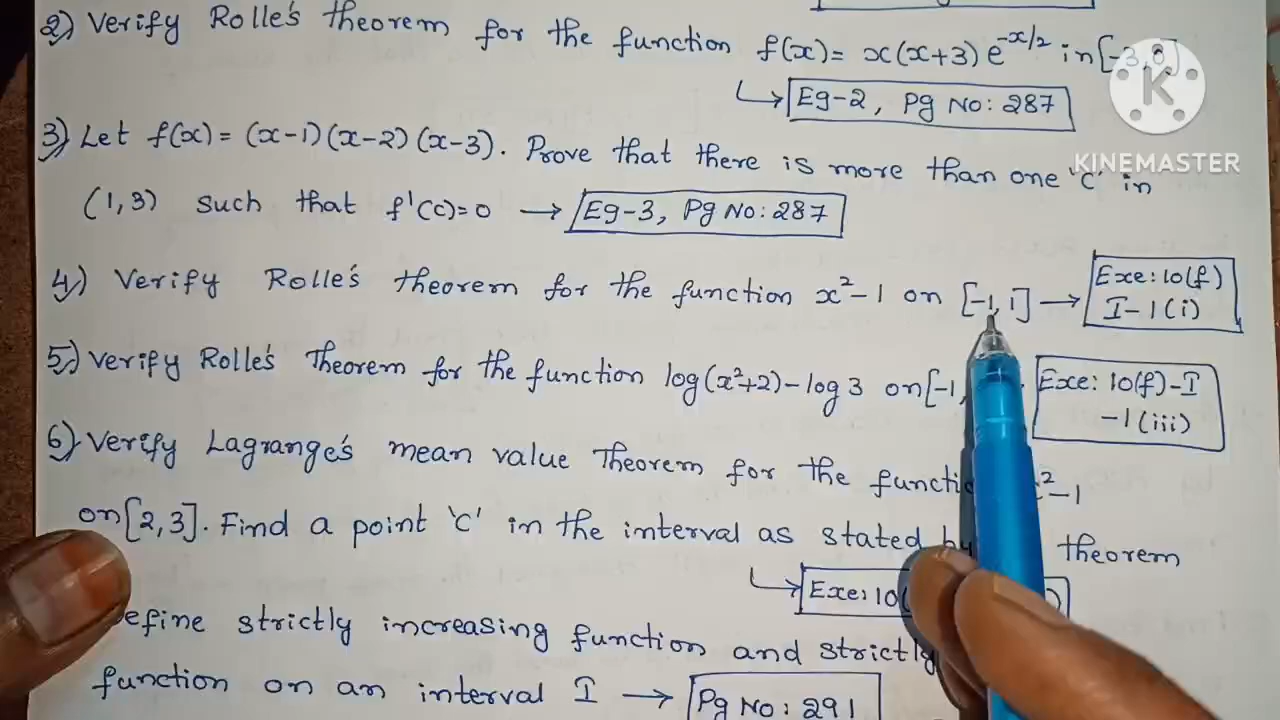 2) Verify Rolle's theorem for the function f(x)= x(x+3) e^-x/2 in [-3,0]
↳ Eg-2, Pg No: 287
KINEMASTER
3) Let f(x) = (x-1)(x-2)(x-3). Prove that there is more than one 'c' in
(1,3) such that f'(c)=0 → Eg-3, Pg No: 287
4) Verify Rolle's theorem for the function x²-1 on [-1,1] → Exe: 10(f)
I-1(i)
5) Verify Rolle's Theorem for the function log(x²+2)-log 3 on [-1, Exe: 10(f)-I
-1(iii)
6) Verify Lagrange's mean value Theorem for the ²-1
on [2,3]. Find a point 'c' in the interval as stated theorem
↳ Exe: 10
efine strictly increasing function and strictly
function on an interval I → Pg No: 291